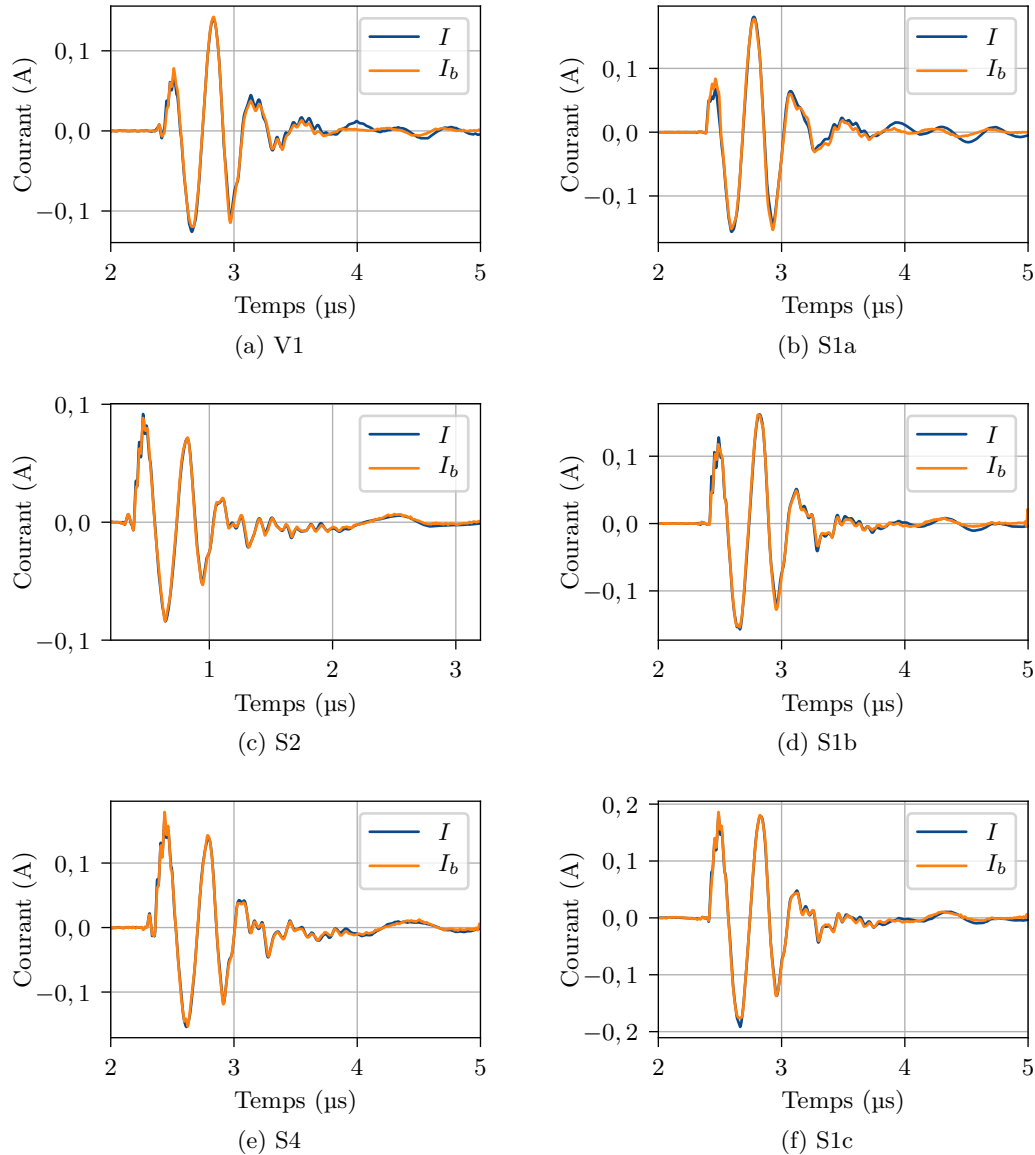 Courant (A)
0, 1
0, 0
−0, 1
I
I_b
2 3 4 5
Temps (µs)
(a) V1
Courant (A)
0, 1
0, 0
−0, 1
I
I_b
2 3 4 5
Temps (µs)
(b) S1a
Courant (A)
0, 1
0, 0
−0, 1
I
I_b
1 2 3
Temps (µs)
(c) S2
Courant (A)
0, 1
0, 0
−0, 1
I
I_b
2 3 4 5
Temps (µs)
(d) S1b
Courant (A)
0, 1
0, 0
−0, 1
I
I_b
2 3 4 5
Temps (µs)
(e) S4
Courant (A)
0, 2
0, 1
0, 0
−0, 1
−0, 2
I
I_b
2 3 4 5
Temps (µs)
(f) S1c